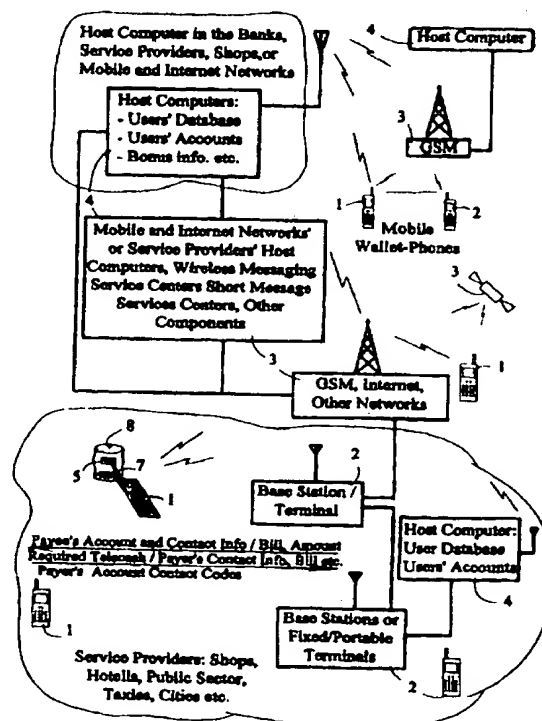 Host Computer in the Banks,
Service Providers, Shops, or
Mobile and Internet Networks
Host Computers:
- Users' Database
- Users' Accounts
- Bonus info. etc.
4
4
Host Computer
3
GSM
1
2
Mobile
Wallet-Phones
Mobile and Internet Networks'
or Service Providers' Host
Computers, Wireless Messaging
Service Centers Short Message
Services Centers, Other
Components
3
3
GSM, Internet,
Other Networks
1
8
5
7
1
2
Base Station /
Terminal
Payee's Account and Contact Info / Bill, Amount
Required Telecash / Payer's Contact Info, Bill etc.
Payer's Account Contact Codes
Host Computer:
User Database
Users' Accounts
4
1
Base Stations or
Fixed/Portable
Terminals
2
Service Providers: Shops,
Hotells, Public Sector,
Taxies, Cities etc.